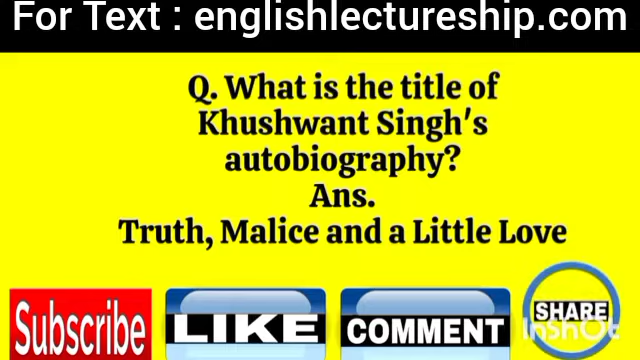 For Text : englishlectureship.com
Q. What is the title of
Khushwant Singh's
autobiography?
Ans.
Truth, Malice and a Little Love
Subscribe
LIKE
COMMENT
SHARE
InShOt